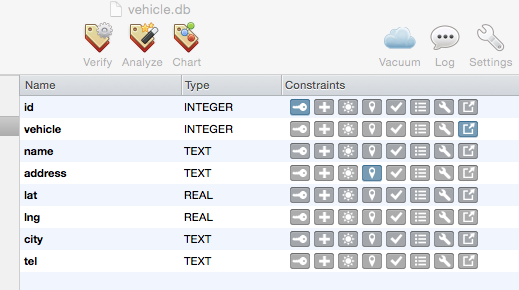 vehicle.db
Verify Analyze Chart Vacuum Log Settings
Name Type Constraints
id INTEGER
vehicle INTEGER
name TEXT
address TEXT
lat REAL
lng REAL
city TEXT
tel TEXT